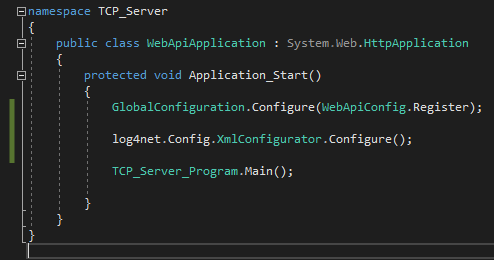 namespace TCP_Server
{
public class WebApiApplication : System.Web.HttpApplication
{
protected void Application_Start()
{
GlobalConfiguration.Configure(WebApiConfig.Register);
log4net.Config.XmlConfigurator.Configure();
TCP_Server_Program.Main();
}
}
}